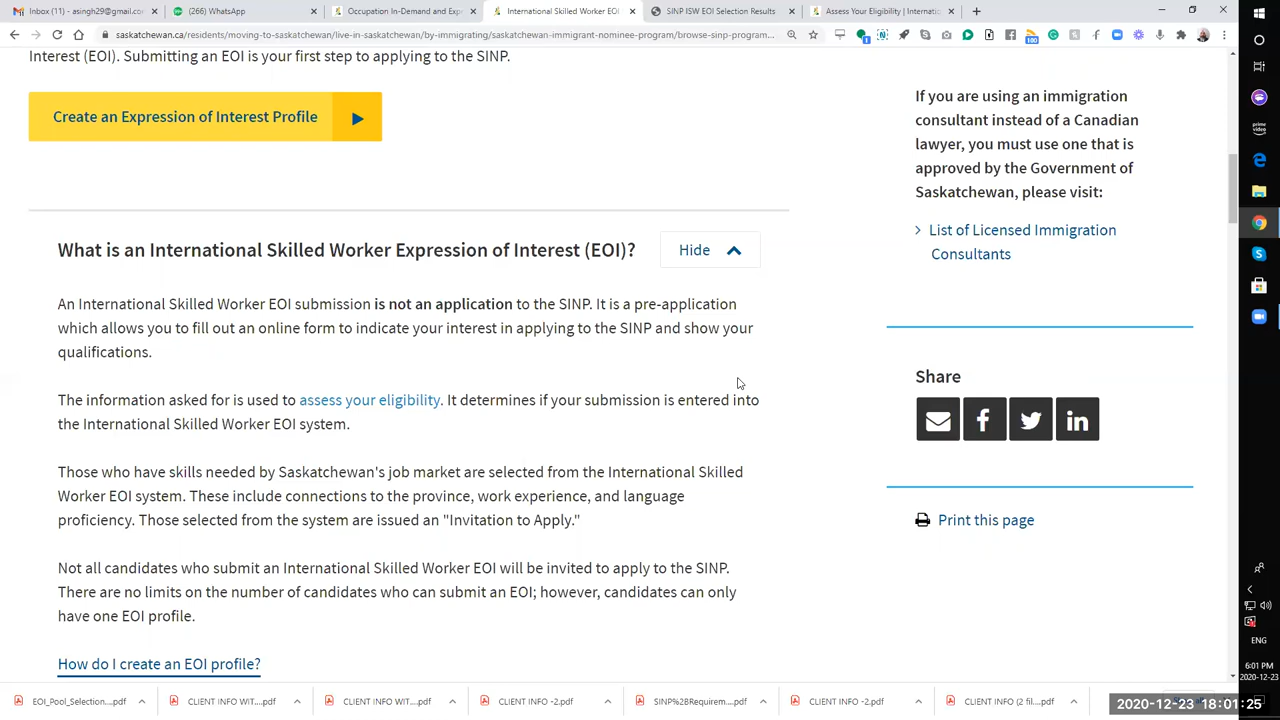 Inbox (11) - asingh29@gmail.com
(266) WhatsApp
Occupation In-Demand and Exp
International Skilled Worker EOI
SINP ISW EOI Selection Results
Assess Your Eligibility | Internatio
saskatchewan.ca/residents/moving-to-saskatchewan/live-in-saskatchewan/by-immigrating/saskatchewan-immigrant-nominee-program/browse-sinp-program...
Interest (EOI). Submitting an EOI is your first step to applying to the SINP.
Create an Expression of Interest Profile
What is an International Skilled Worker Expression of Interest (EOI)?
Hide
An International Skilled Worker EOI submission is not an application to the SINP. It is a pre-application
which allows you to fill out an online form to indicate your interest in applying to the SINP and show your
qualifications.
The information asked for is used to assess your eligibility. It determines if your submission is entered into
the International Skilled Worker EOI system.
Those who have skills needed by Saskatchewan's job market are selected from the International Skilled
Worker EOI system. These include connections to the province, work experience, and language
proficiency. Those selected from the system are issued an "Invitation to Apply."
Not all candidates who submit an International Skilled Worker EOI will be invited to apply to the SINP.
There are no limits on the number of candidates who can submit an EOI; however, candidates can only
have one EOI profile.
How do I create an EOI profile?
If you are using an immigration
consultant instead of a Canadian
lawyer, you must use one that is
approved by the Government of
Saskatchewan, please visit:
List of Licensed Immigration
Consultants
Share
Print this page
prime
video
ENG
6:01 PM
2020-12-23
EOI_Pool_Selection....pdf
CLIENT INFO WIT....pdf
CLIENT INFO WIT....pdf
CLIENT INFO -2.pdf
SINP%28Requirem....pdf
CLIENT INFO -2.pdf
CLIENT INFO (2 fil....pdf
2020-12-23 18:01:25